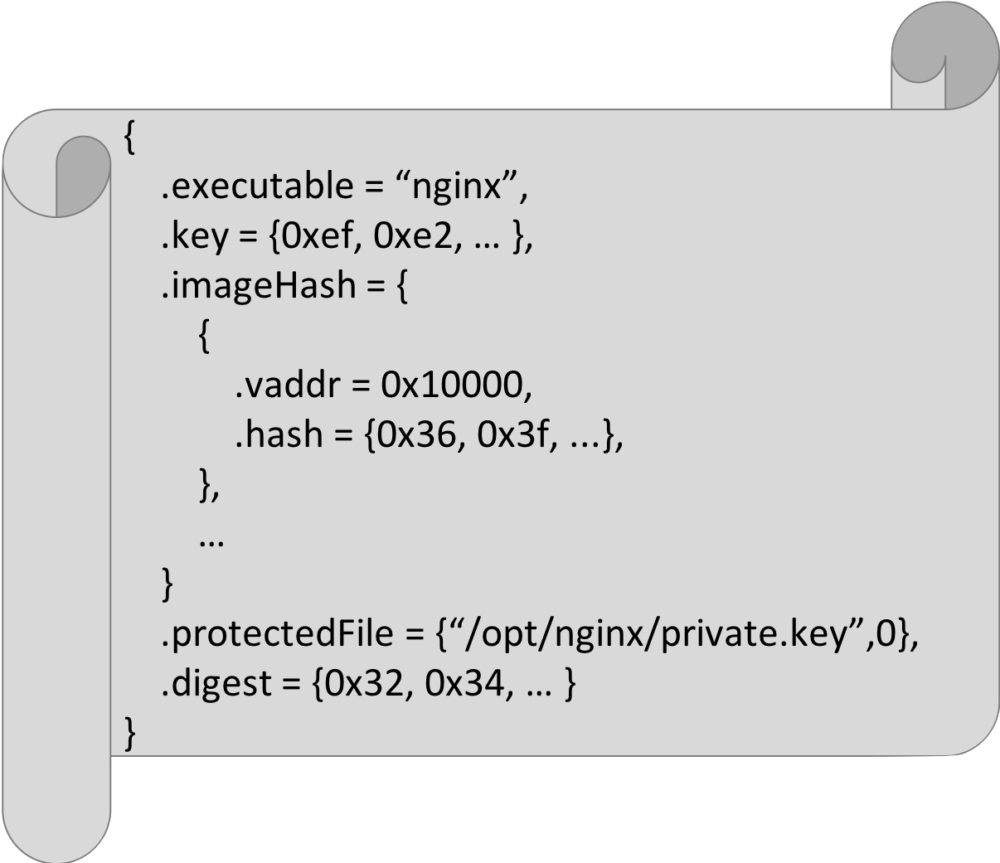 {
.executable = “nginx”,
.key = {0xef, 0xe2, … },
.imageHash = {
{
.vaddr = 0x10000,
.hash = {0x36, 0x3f, ...},
},
…
}
.protectedFile = {“/opt/nginx/private.key”,0},
.digest = {0x32, 0x34, … }
}